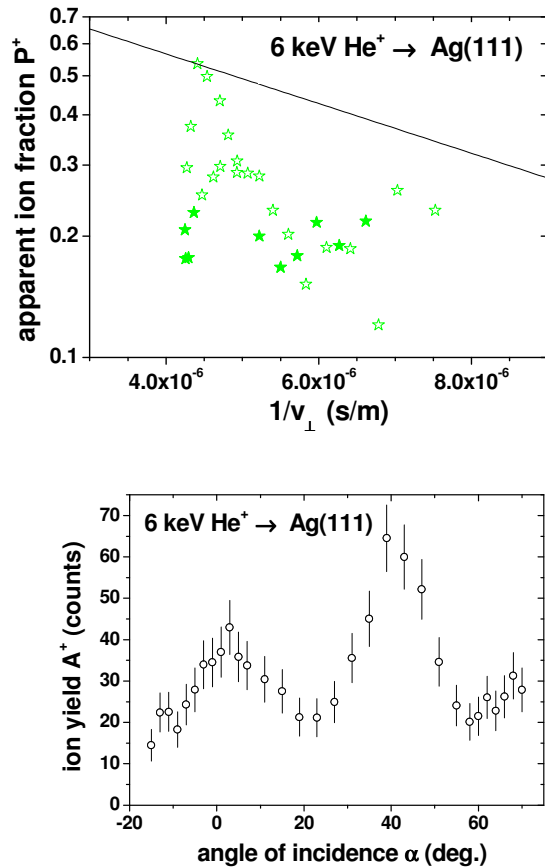 6 keV He⁺ → Ag(111)
apparent ion fraction P⁺
0.7
0.6
0.5
0.4
0.3
0.2
0.1
4.0x10⁻⁶ 6.0x10⁻⁶ 8.0x10⁻⁶
1/v⊥ (s/m)
6 keV He⁺ → Ag(111)
ion yield A⁺ (counts)
70
60
50
40
30
20
10
0
-20 0 20 40 60
angle of incidence α (deg.)